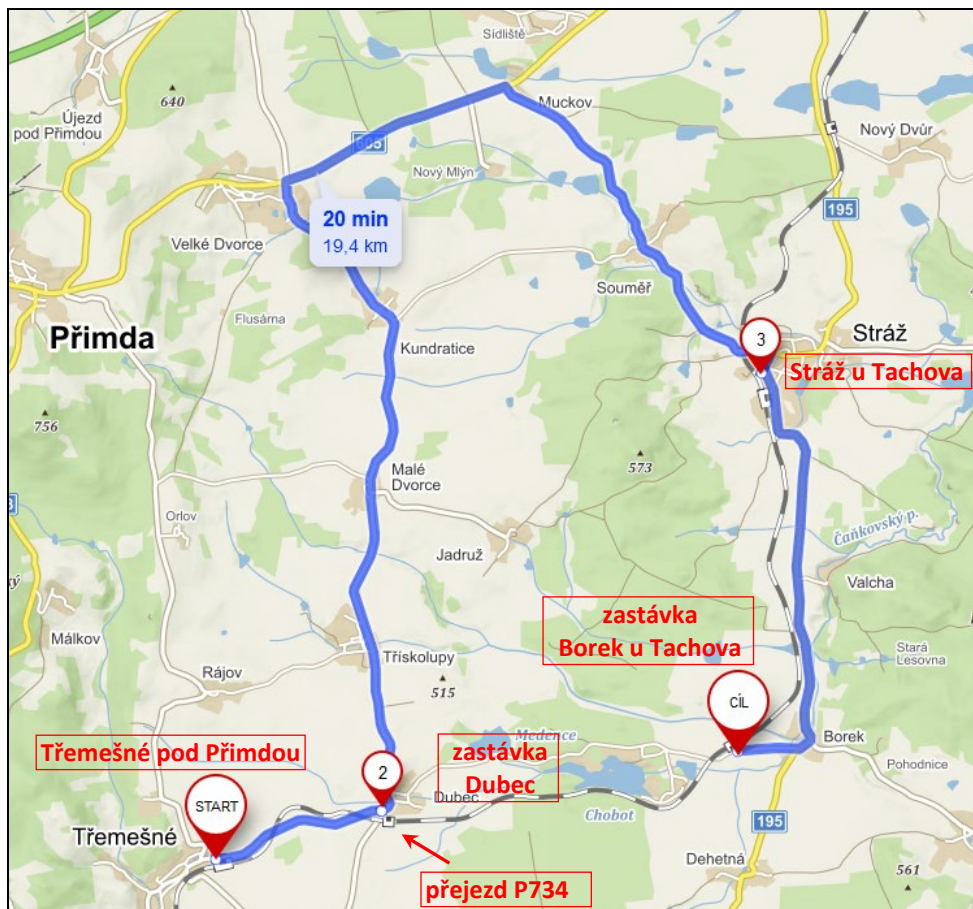 Sídliště
640
Újezd
pod Přimdou
Muckov
Nový Dvůr
605
Nový Mlýn
195
20 min
19,4 km
Velké Dvorce
Souměř
Flusárna
Přimda
Kundratice
3
Stráž
Stráž u Tachova
756
573
Malé
Dvorce
Orlov
Čaňkovský p.
Jadruž
Valcha
zastávka
Borek u Tachova
Málkov
Třískolupy
Stará
Lesovna
Rájov
515
CÍL
Třemešné pod Přimdou
zastávka
Dubec
Medence
Borek
Pohodnice
2
START
Dubec
Chobot
195
Třemešné
Dehetná
561
přejezd P734